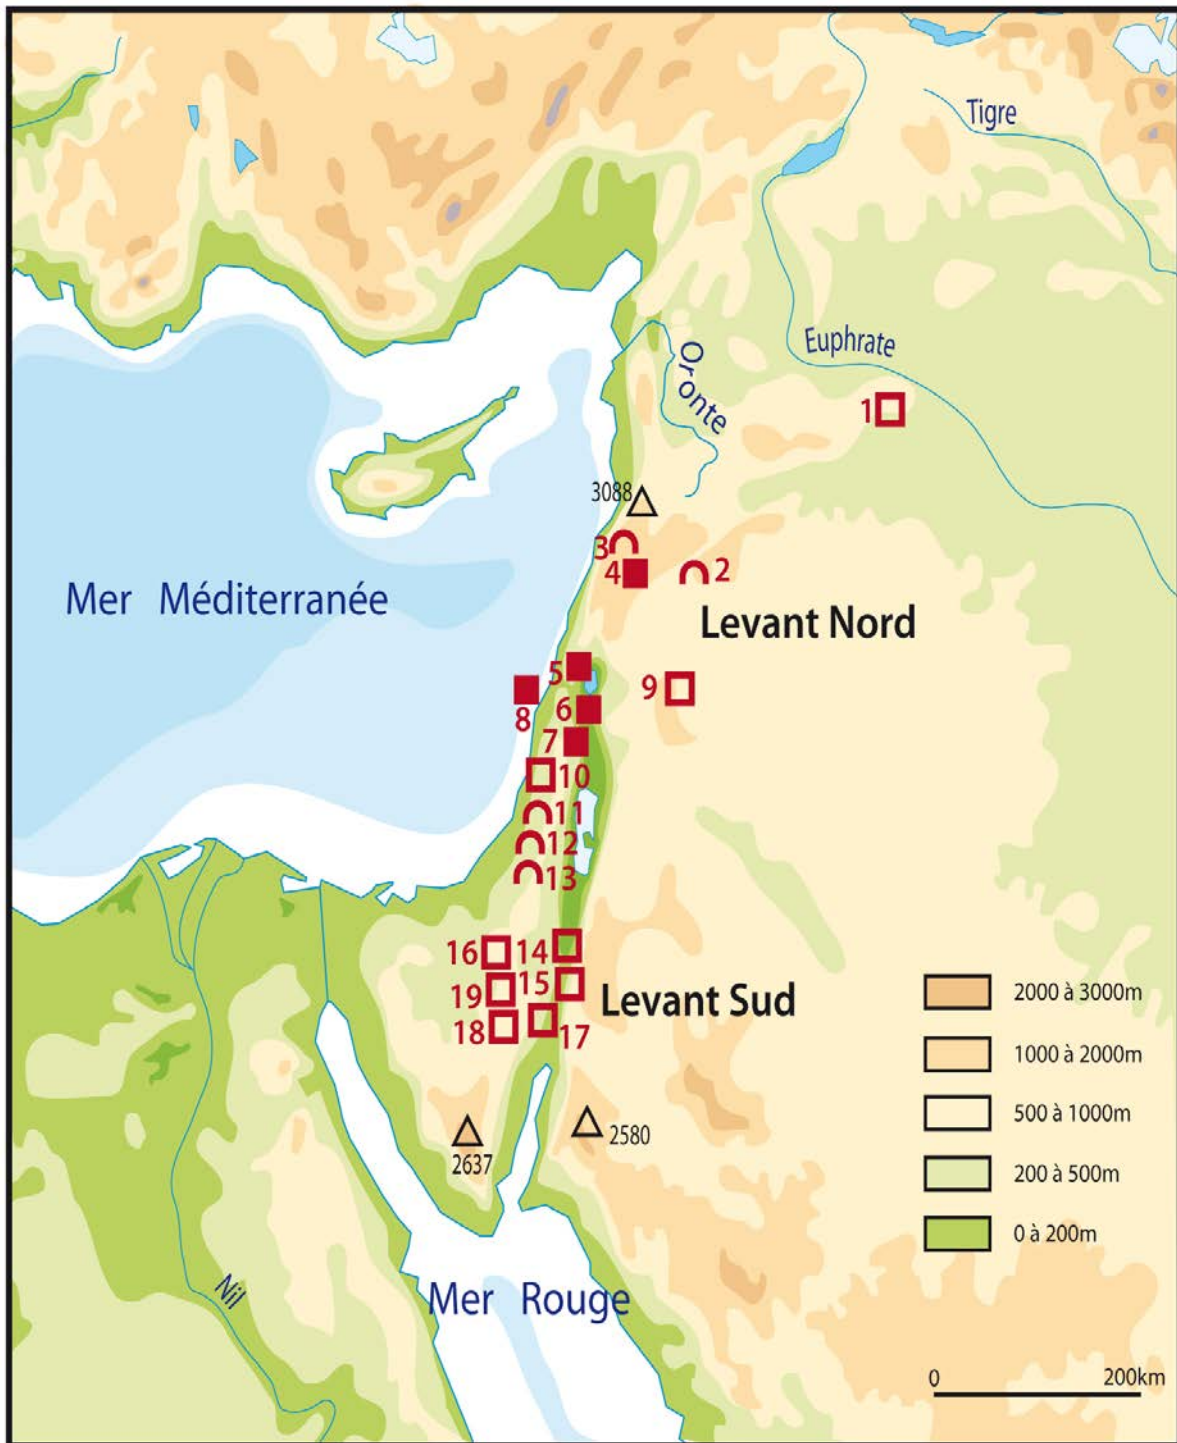 Tigre
Euphrate
Oronte
1
3088
3
4
2
Mer Méditerranée
Levant Nord
5
9
8
6
7
10
11
12
13
16
14
19
15
Levant Sud
18
17
2000 à 3000m
1000 à 2000m
500 à 1000m
200 à 500m
0 à 200m
2637
2580
Nil
Mer Rouge
0
200km